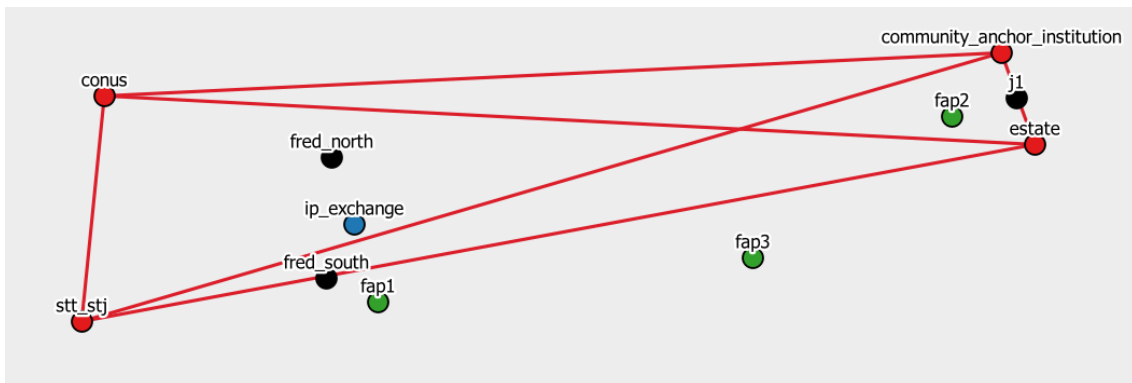 community_anchor_institution
conus
j1
fap2
estate
fred_north
ip_exchange
fap3
fred_south
fap1
stt_stj